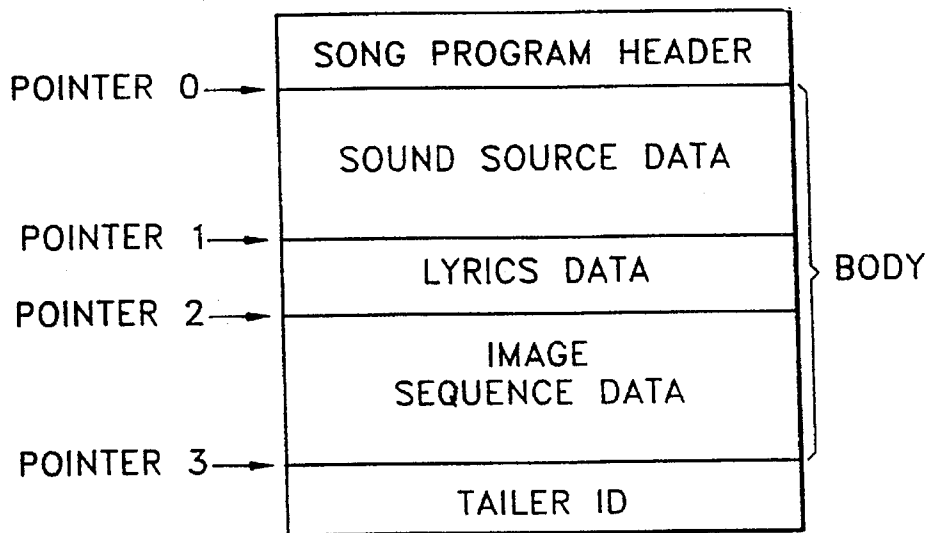 SONG PROGRAM HEADER
POINTER 0
SOUND SOURCE DATA
POINTER 1
LYRICS DATA
BODY
POINTER 2
IMAGE
SEQUENCE DATA
POINTER 3
TAILER ID